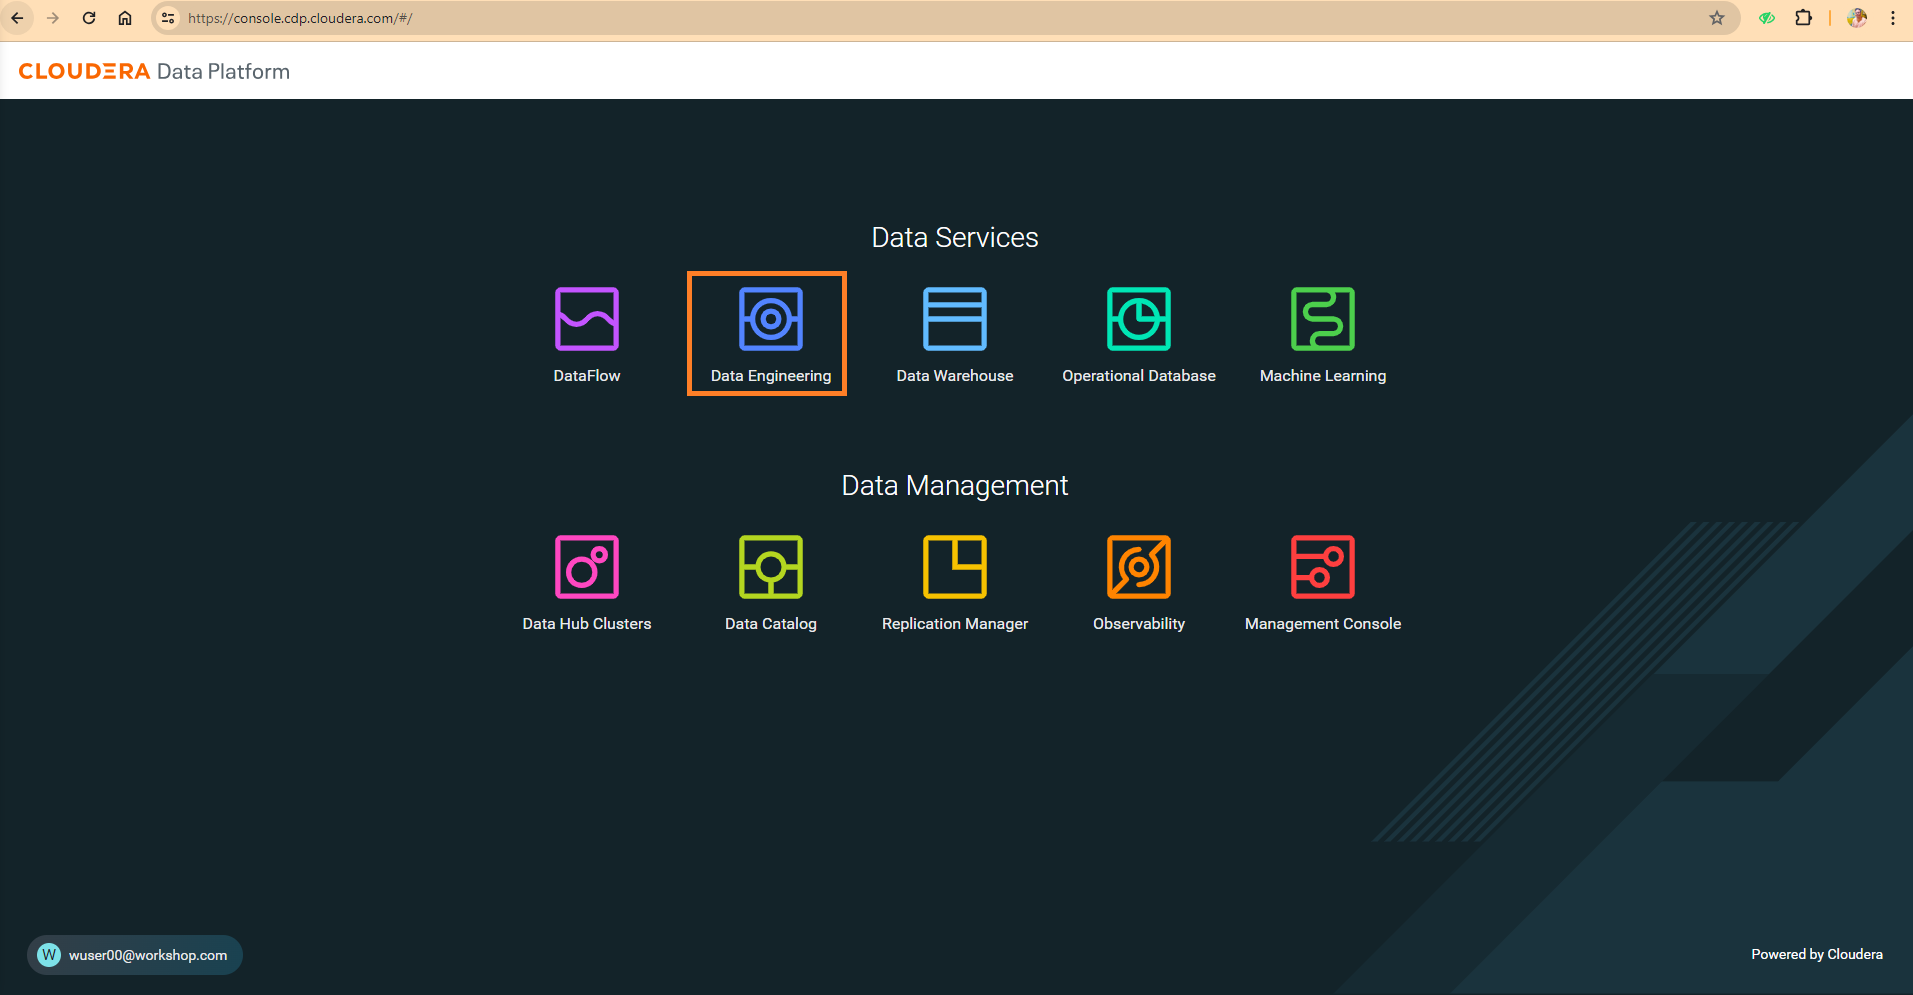 https://console.cdp.cloudera.com/#/
CLOUDERA Data Platform
Data Services
DataFlow
Data Engineering
Data Warehouse
Operational Database
Machine Learning
Data Management
Data Hub Clusters
Data Catalog
Replication Manager
Observability
Management Console
W wuser00@workshop.com
Powered by Cloudera